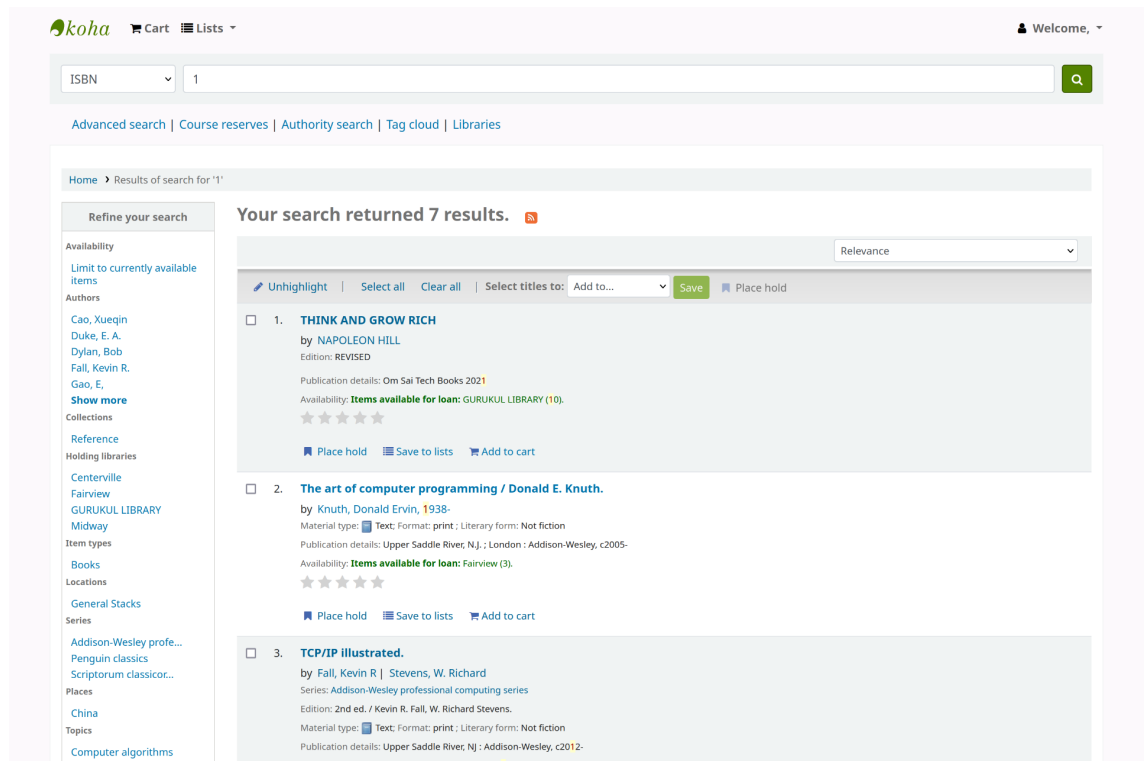 koha Cart Lists Welcome,
ISBN 1
Advanced search | Course reserves | Authority search | Tag cloud | Libraries
Home Results of search for '1'
Refine your search
Availability
Limit to currently available
items
Authors
Cao, Xueqin
Duke, E. A.
Dylan, Bob
Fall, Kevin R.
Gao, E,
Show more
Collections
Reference
Holding libraries
Centerville
Fairview
GURUKUL LIBRARY
Midway
Item types
Books
Locations
General Stacks
Series
Addison-Wesley profe...
Penguin classics
Scriptorum classicor...
Places
China
Topics
Computer algorithms
Your search returned 7 results.
Relevance
Unhighlight | Select all Clear all | Select titles to: Add to... Save Place hold
1. THINK AND GROW RICH
by NAPOLEON HILL
Edition: REVISED
Publication details: Om Sai Tech Books 2021
Availability: Items available for loan: GURUKUL LIBRARY (10).
Place hold Save to lists Add to cart
2. The art of computer programming / Donald E. Knuth.
by Knuth, Donald Ervin, 1938-
Material type: Text; Format: print ; Literary form: Not fiction
Publication details: Upper Saddle River, N.J. ; London : Addison-Wesley, c2005-
Availability: Items available for loan: Fairview (3).
Place hold Save to lists Add to cart
3. TCP/IP illustrated.
by Fall, Kevin R | Stevens, W. Richard
Series: Addison-Wesley professional computing series
Edition: 2nd ed. / Kevin R. Fall, W. Richard Stevens.
Material type: Text; Format: print ; Literary form: Not fiction
Publication details: Upper Saddle River, NJ : Addison-Wesley, c2012-